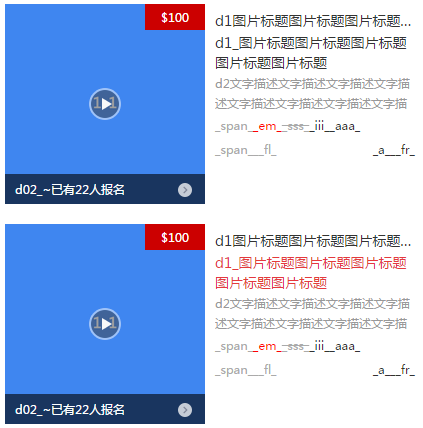 $100
1:1
d02_~已有22人报名
d1图片标题图片标题图片标题...
d1_图片标题图片标题图片标题
图片标题图片标题
d2文字描述文字描述文字描述文字描
述文字描述文字描述文字描述文字描
_span__em__sss__iii__aaa_
_span___fl_ _a___fr_
$100
1:1
d02_~已有22人报名
d1图片标题图片标题图片标题...
d1_图片标题图片标题图片标题
图片标题图片标题
d2文字描述文字描述文字描述文字描
述文字描述文字描述文字描述文字描
_span__em__sss__iii__aaa_
_span___fl_ _a___fr_